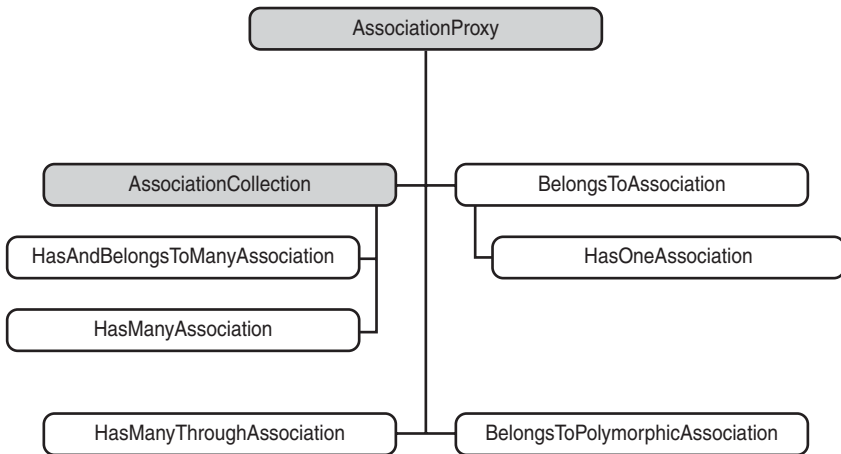 AssociationProxy
AssociationCollection
BelongsToAssociation
HasAndBelongsToManyAssociation
HasOneAssociation
HasManyAssociation
HasManyThroughAssociation
BelongsToPolymorphicAssociation